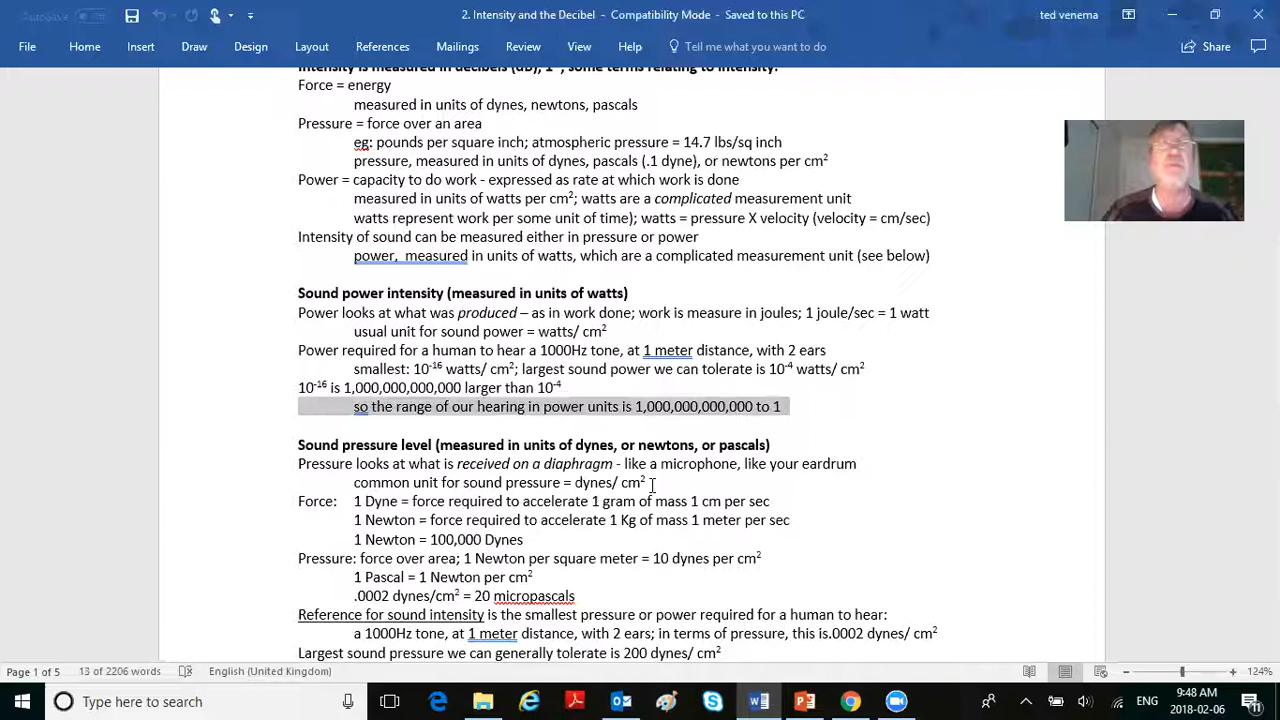 AutoSave Off
2. Intensity and the Decibel - Compatibility Mode - Saved to this PC
ted venema
File Home Insert Draw Design Layout References Mailings Review View Help Tell me what you want to do Share
Intensity is measured in decibels (dB); 1st, some terms relating to intensity:
Force = energy
measured in units of dynes, newtons, pascals
Pressure = force over an area
eg: pounds per square inch; atmospheric pressure = 14.7 lbs/sq inch
pressure, measured in units of dynes, pascals (.1 dyne), or newtons per cm2
Power = capacity to do work - expressed as rate at which work is done
measured in units of watts per cm2; watts are a complicated measurement unit
watts represent work per some unit of time); watts = pressure X velocity (velocity = cm/sec)
Intensity of sound can be measured either in pressure or power
power, measured in units of watts, which are a complicated measurement unit (see below)
Sound power intensity (measured in units of watts)
Power looks at what was produced – as in work done; work is measure in joules; 1 joule/sec = 1 watt
usual unit for sound power = watts/ cm2
Power required for a human to hear a 1000Hz tone, at 1 meter distance, with 2 ears
smallest: 10-16 watts/ cm2; largest sound power we can tolerate is 10-4 watts/ cm2
10-16 is 1,000,000,000,000 larger than 10-4
so the range of our hearing in power units is 1,000,000,000,000 to 1
Sound pressure level (measured in units of dynes, or newtons, or pascals)
Pressure looks at what is received on a diaphragm - like a microphone, like your eardrum
common unit for sound pressure = dynes/ cm2
Force: 1 Dyne = force required to accelerate 1 gram of mass 1 cm per sec
1 Newton = force required to accelerate 1 Kg of mass 1 meter per sec
1 Newton = 100,000 Dynes
Pressure: force over area; 1 Newton per square meter = 10 dynes per cm2
1 Pascal = 1 Newton per cm2
.0002 dynes/cm2 = 20 micropascals
Reference for sound intensity is the smallest pressure or power required for a human to hear:
a 1000Hz tone, at 1 meter distance, with 2 ears; in terms of pressure, this is.0002 dynes/ cm2
Largest sound pressure we can generally tolerate is 200 dynes/ cm2
Page 1 of 5 13 of 2206 words English (United Kingdom) 124%
Type here to search
ENG
9:48 AM
2018-02-06